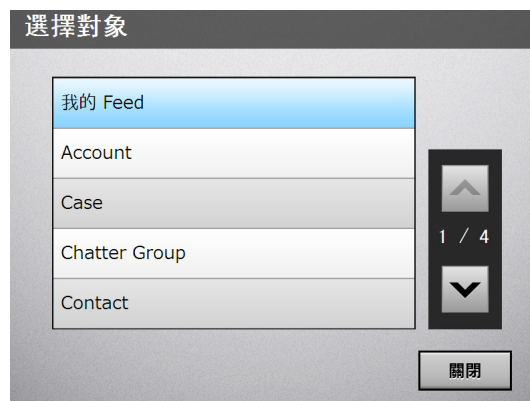 選擇對象
我的 Feed
Account
Case
Chatter Group
Contact
1 / 4
關閉